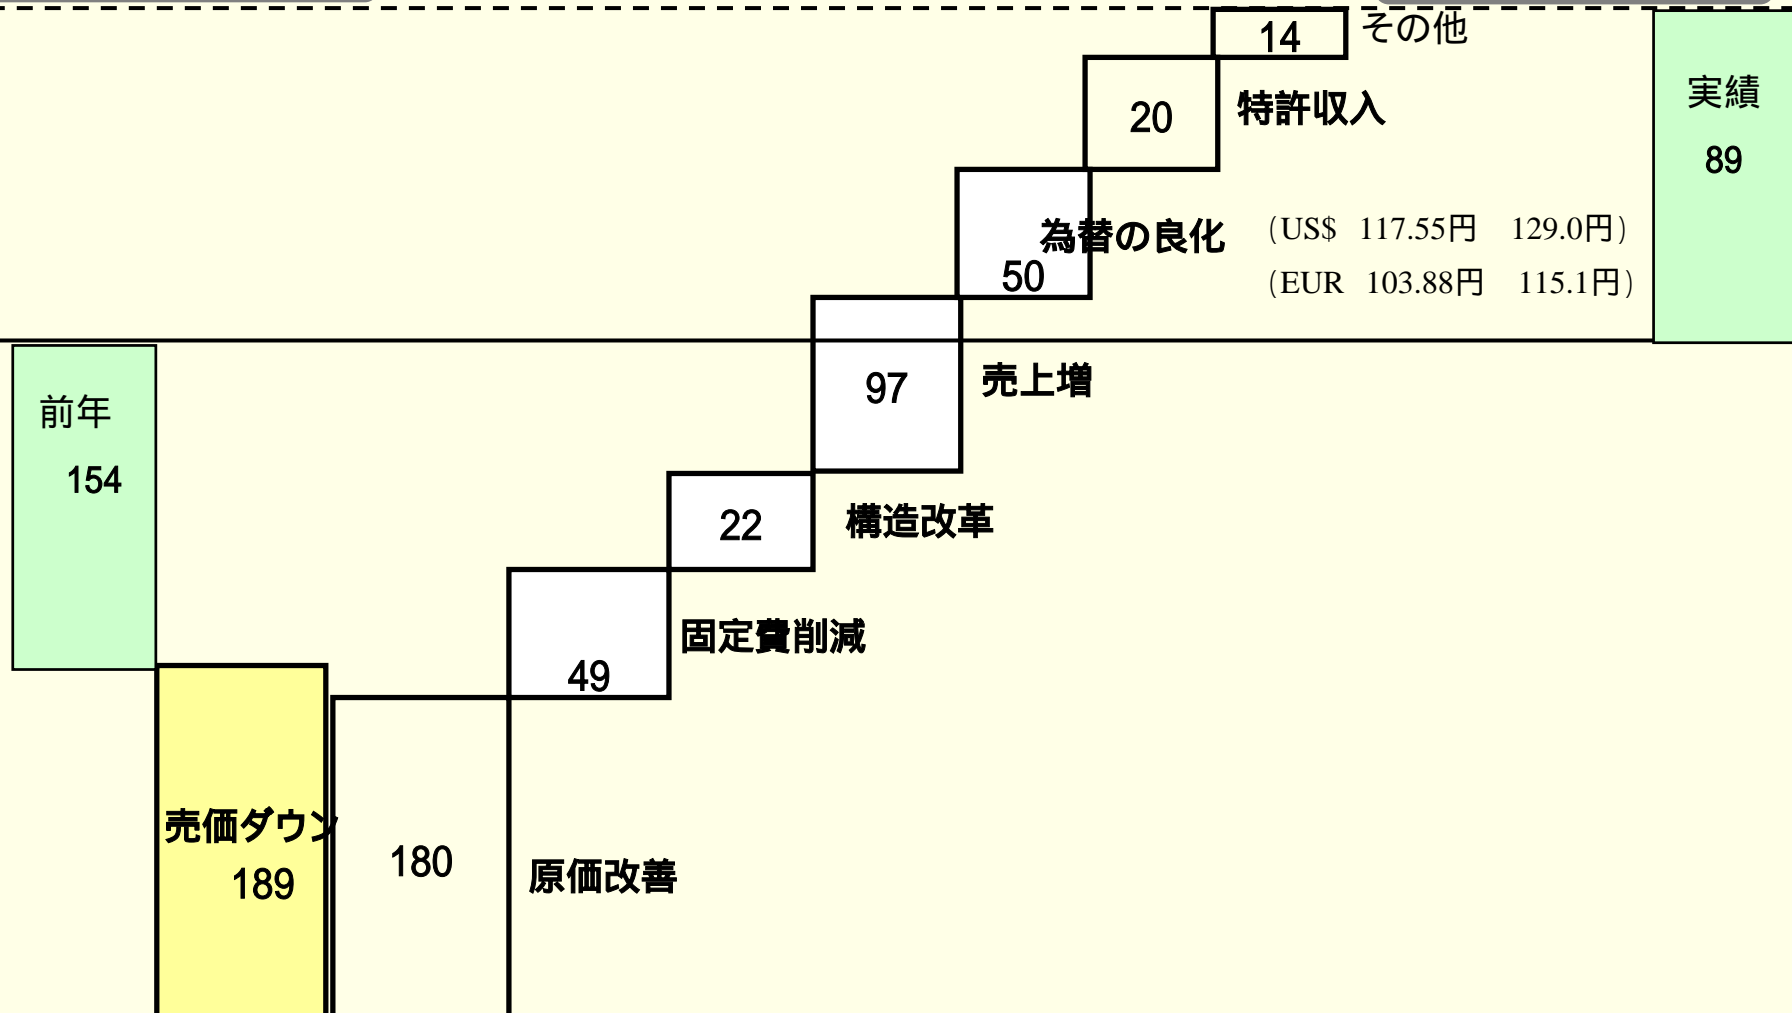 14
その他
20
特許収入
実績
89
為替の良化
50
(US$ 117.55円 129.0円)
(EUR 103.88円 115.1円)
97
売上増
前年
154
22
構造改革
49
固定費削減
売価ダウン
189
180
原価改善